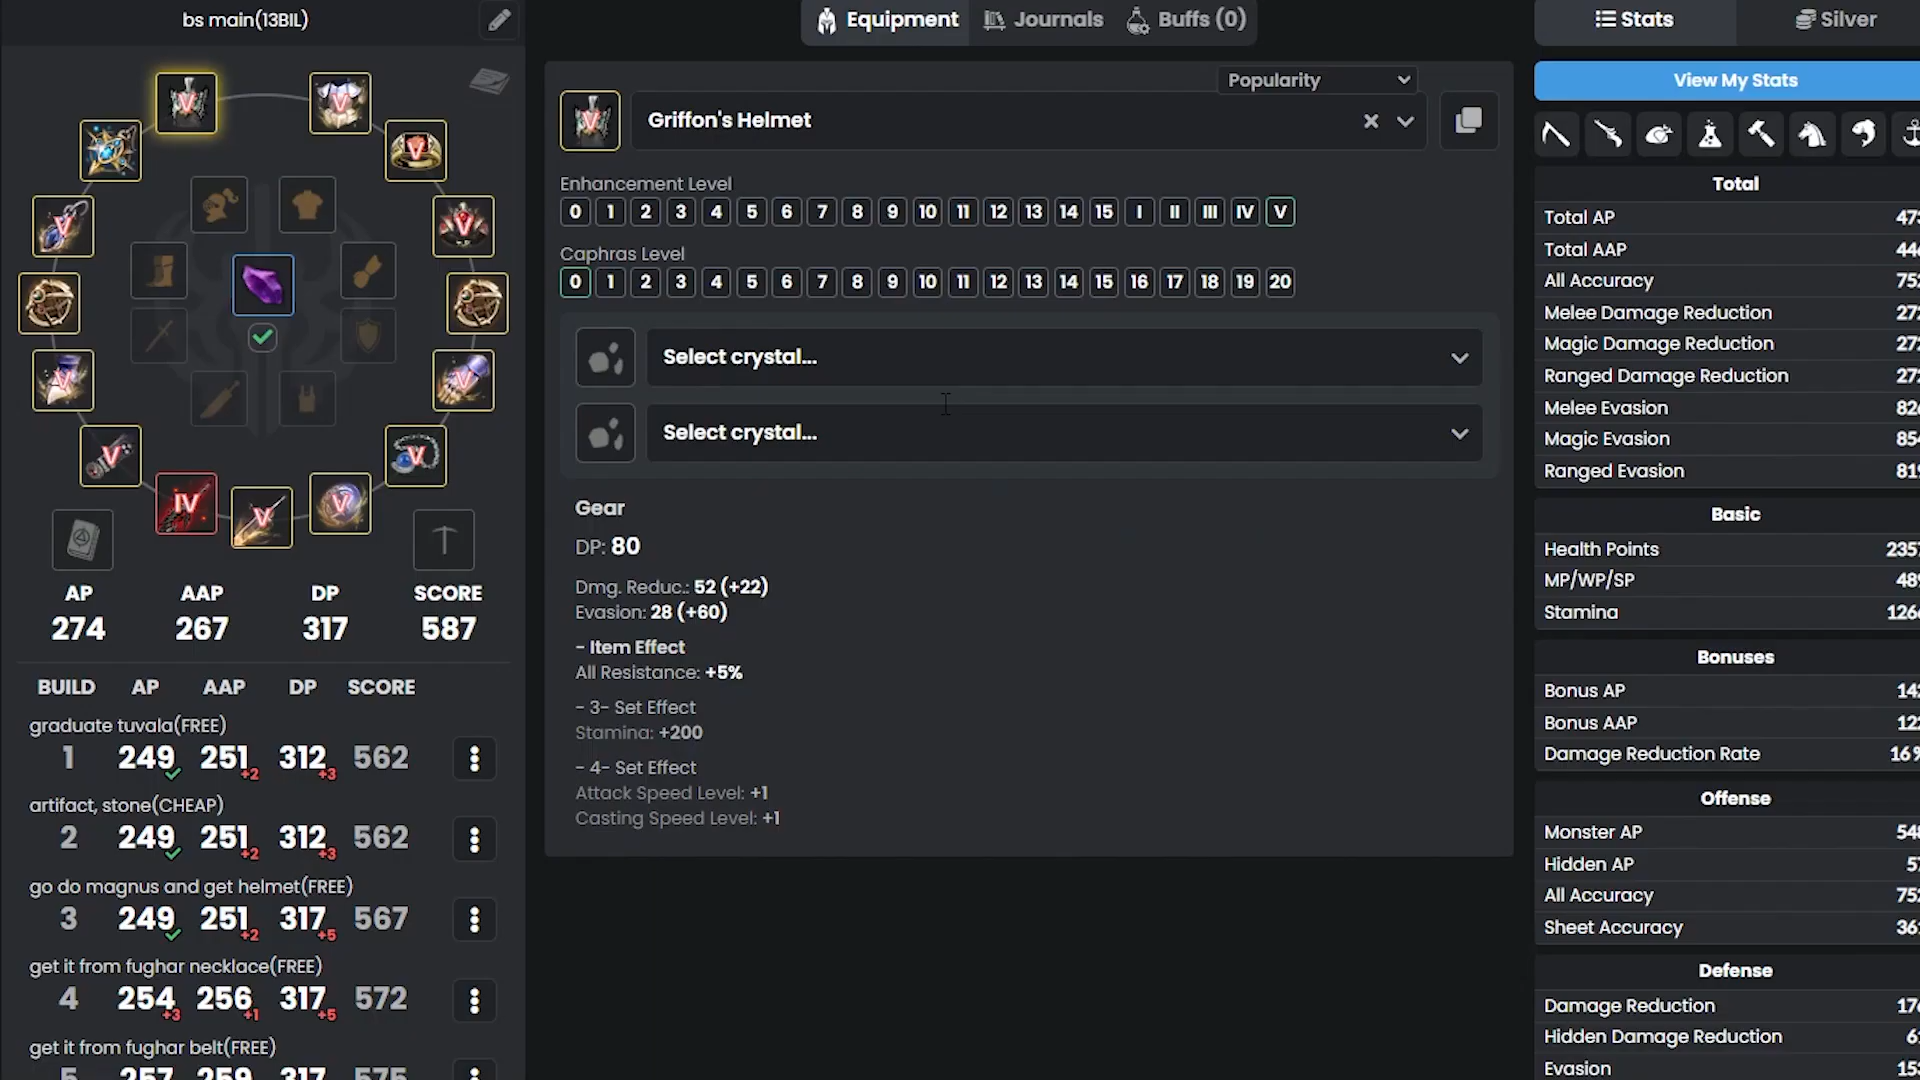 bs main(13BIL)
V
V
V
V
V
V
V
V
IV
V
V
V
AP AAP DP SCORE
274 267 317 587
BUILD AP AAP DP SCORE
graduate tuvala(FREE)
1 249 251 +2 312 +3 562
artifact, stone(CHEAP)
2 249 251 +2 312 +3 562
go do magnus and get helmet(FREE)
3 249 251 +2 317 +5 567
get it from fughar necklace(FREE)
4 254 +3 256 +1 317 +5 572
get it from fughar belt(FREE)
5 257 259 317 575
Equipment Journals Buffs (0)
Popularity
Griffon's Helmet
Enhancement Level
0 1 2 3 4 5 6 7 8 9 10 11 12 13 14 15 I II III IV V
Caphras Level
0 1 2 3 4 5 6 7 8 9 10 11 12 13 14 15 16 17 18 19 20
Select crystal...
Select crystal...
Gear
DP: 80
Dmg. Reduc.: 52 (+22)
Evasion: 28 (+60)
- Item Effect
All Resistance: +5%
- 3- Set Effect
Stamina: +200
- 4- Set Effect
Attack Speed Level: +1
Casting Speed Level: +1
Stats Silver
View My Stats
Total
Total AP
Total AAP
All Accuracy
Melee Damage Reduction
Magic Damage Reduction
Ranged Damage Reduction
Melee Evasion
Magic Evasion
Ranged Evasion
Basic
Health Points
MP/WP/SP
Stamina
Bonuses
Bonus AP
Bonus AAP
Damage Reduction Rate
Offense
Monster AP
Hidden AP
All Accuracy
Sheet Accuracy
Defense
Damage Reduction
Hidden Damage Reduction
Evasion